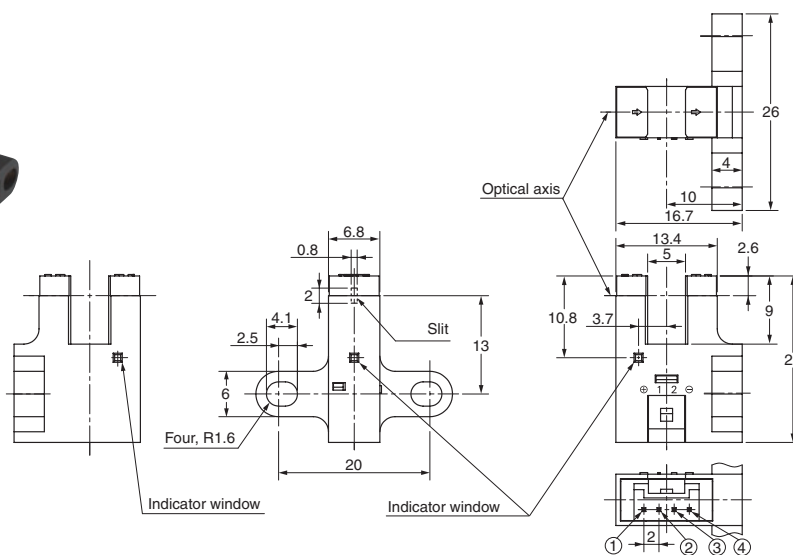 26
4
Optical axis
10
16.7
6.8
13.4
0.8
5
2.6
2
4.1
Slit
10.8
3.7
9
2.5
13
6
⊕ 1 2 ⊖
Four, R1.6
20
Indicator window
Indicator window
① 2 ② ③ ④